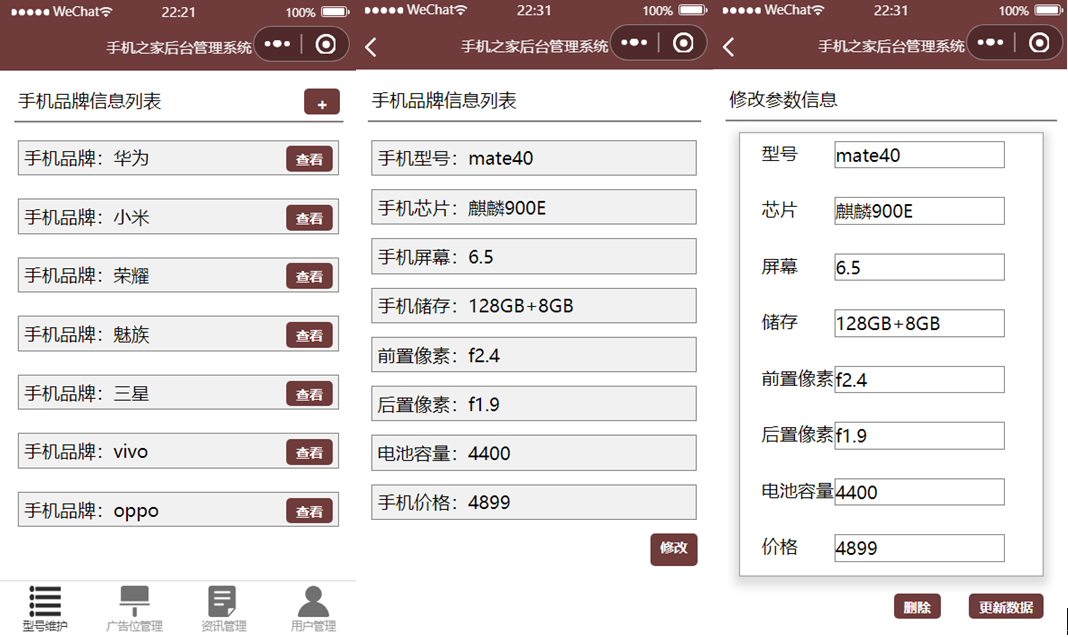 WeChat 22:21 100%
手机之家后台管理系统
手机品牌信息列表 +
手机品牌：华为 查看
手机品牌：小米 查看
手机品牌：荣耀 查看
手机品牌：魅族 查看
手机品牌：三星 查看
手机品牌：vivo 查看
手机品牌：oppo 查看
型号维护 广告位管理 资讯管理 用户管理
WeChat 22:31 100%
手机之家后台管理系统
手机品牌信息列表
手机型号：mate40
手机芯片：麒麟900E
手机屏幕：6.5
手机储存：128GB+8GB
前置像素：f2.4
后置像素：f1.9
电池容量：4400
手机价格：4899
修改
WeChat 22:31 100%
手机之家后台管理系统
修改参数信息
型号 mate40
芯片 麒麟900E
屏幕 6.5
储存 128GB+8GB
前置像素 f2.4
后置像素 f1.9
电池容量 4400
价格 4899
删除 更新数据